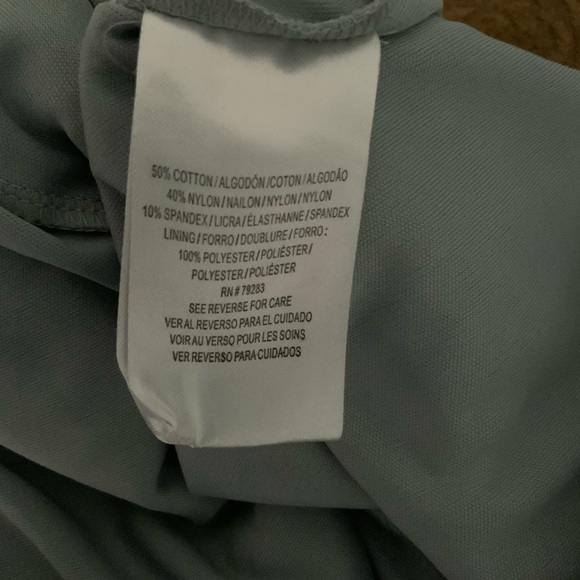 50% COTTON/ALGODÓN/COTON/ALGODÃO
40% NYLON/NAILON/NYLON/NYLON
10% SPANDEX/LICRA/ÉLASTHANNE/SPANDEX
LINING/FORRO/DOUBLURE/FORRO:
100% POLYESTER/POLIÉSTER/
POLYESTER/POLIÉSTER
RN# 79283
SEE REVERSE FOR CARE
VER AL REVERSO PARA EL CUIDADO
VOIR AU VERSO POUR LES SOINS
VER REVERSO PARA CUIDADOS